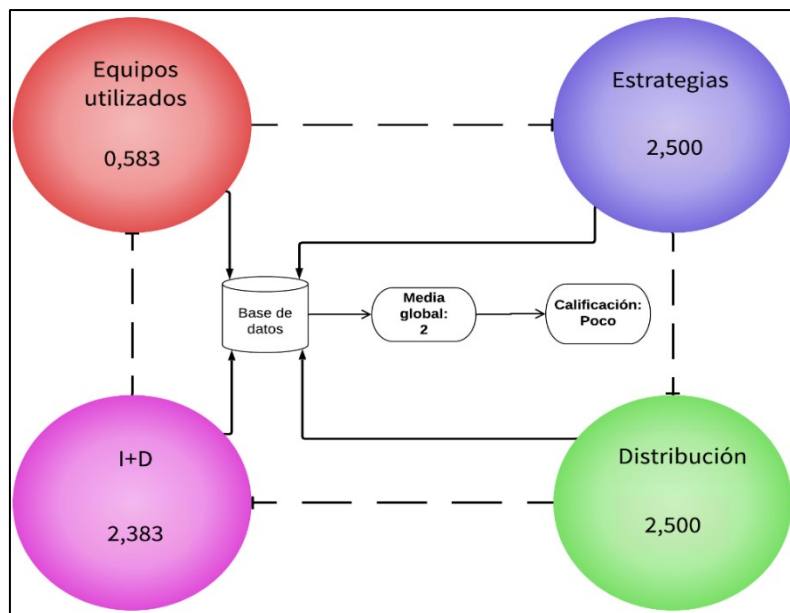 Equipos
utilizados
0,583
Estrategias
2,500
Base de
datos
Media
global:
2
Calificación:
Poco
I+D
2,383
Distribución
2,500